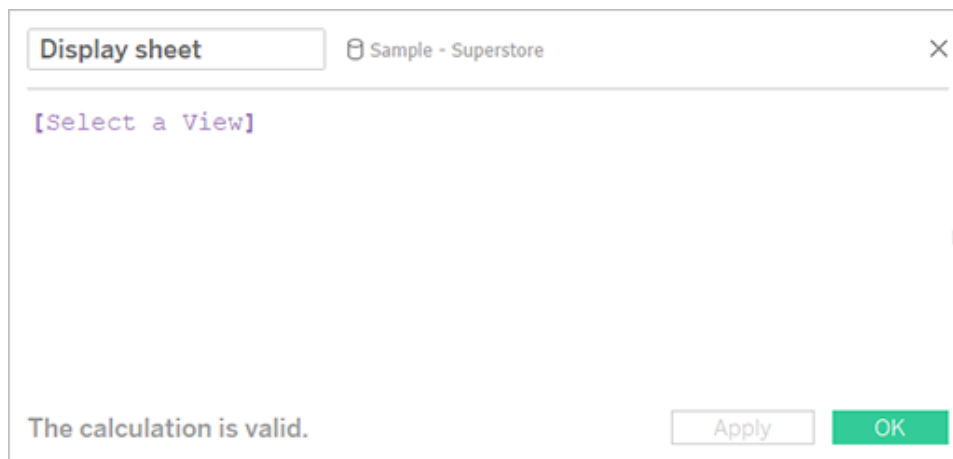 Display sheet
Sample - Superstore
[Select a View]
The calculation is valid.
Apply
OK